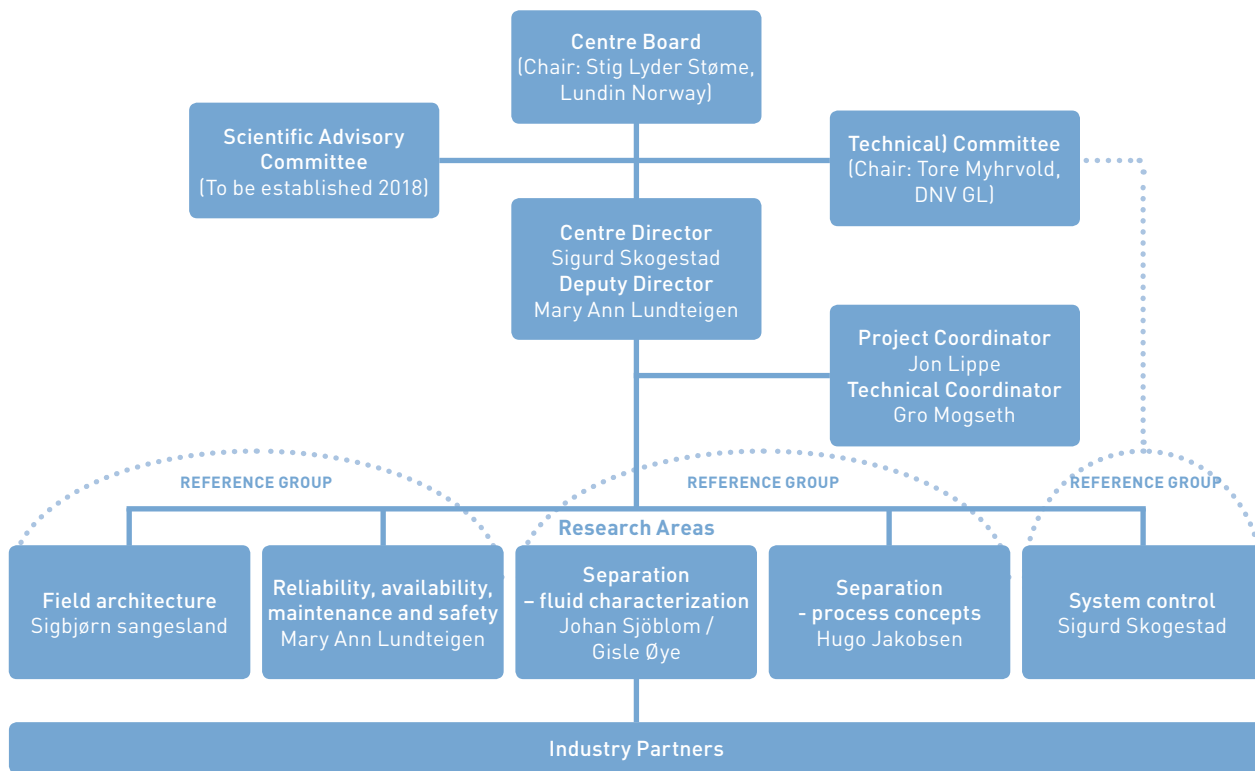 Centre Board
(Chair: Stig Lyder Støme,
Lundin Norway)
Scientific Advisory
Committee
(To be established 2018)
Technical) Committee
(Chair: Tore Myhrvold,
DNV GL)
Centre Director
Sigurd Skogestad
Deputy Director
Mary Ann Lundteigen
Project Coordinator
Jon Lippe
Technical Coordinator
Gro Mogseth
REFERENCE GROUP
REFERENCE GROUP
REFERENCE GROUP
Research Areas
Field architecture
Sigbjørn sangesland
Reliability, availability,
maintenance and safety
Mary Ann Lundteigen
Separation
– fluid characterization
Johan Sjöblom /
Gisle Øye
Separation
- process concepts
Hugo Jakobsen
System control
Sigurd Skogestad
Industry Partners